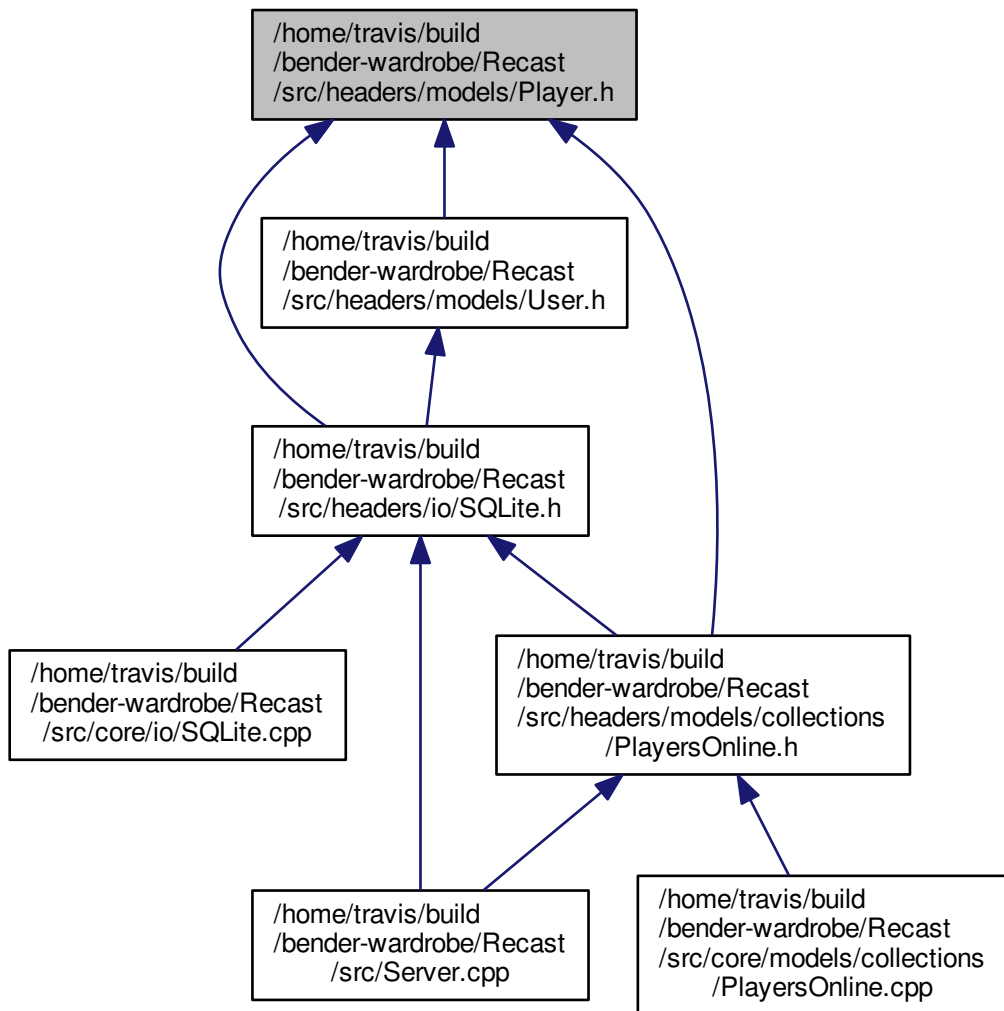 /home/travis/build
/bender-wardrobe/Recast
/src/headers/models/Player.h
/home/travis/build
/bender-wardrobe/Recast
/src/headers/models/User.h
/home/travis/build
/bender-wardrobe/Recast
/src/headers/io/SQLite.h
/home/travis/build
/bender-wardrobe/Recast
/src/core/io/SQLite.cpp
/home/travis/build
/bender-wardrobe/Recast
/src/headers/models/collections
/PlayersOnline.h
/home/travis/build
/bender-wardrobe/Recast
/src/Server.cpp
/home/travis/build
/bender-wardrobe/Recast
/src/core/models/collections
/PlayersOnline.cpp